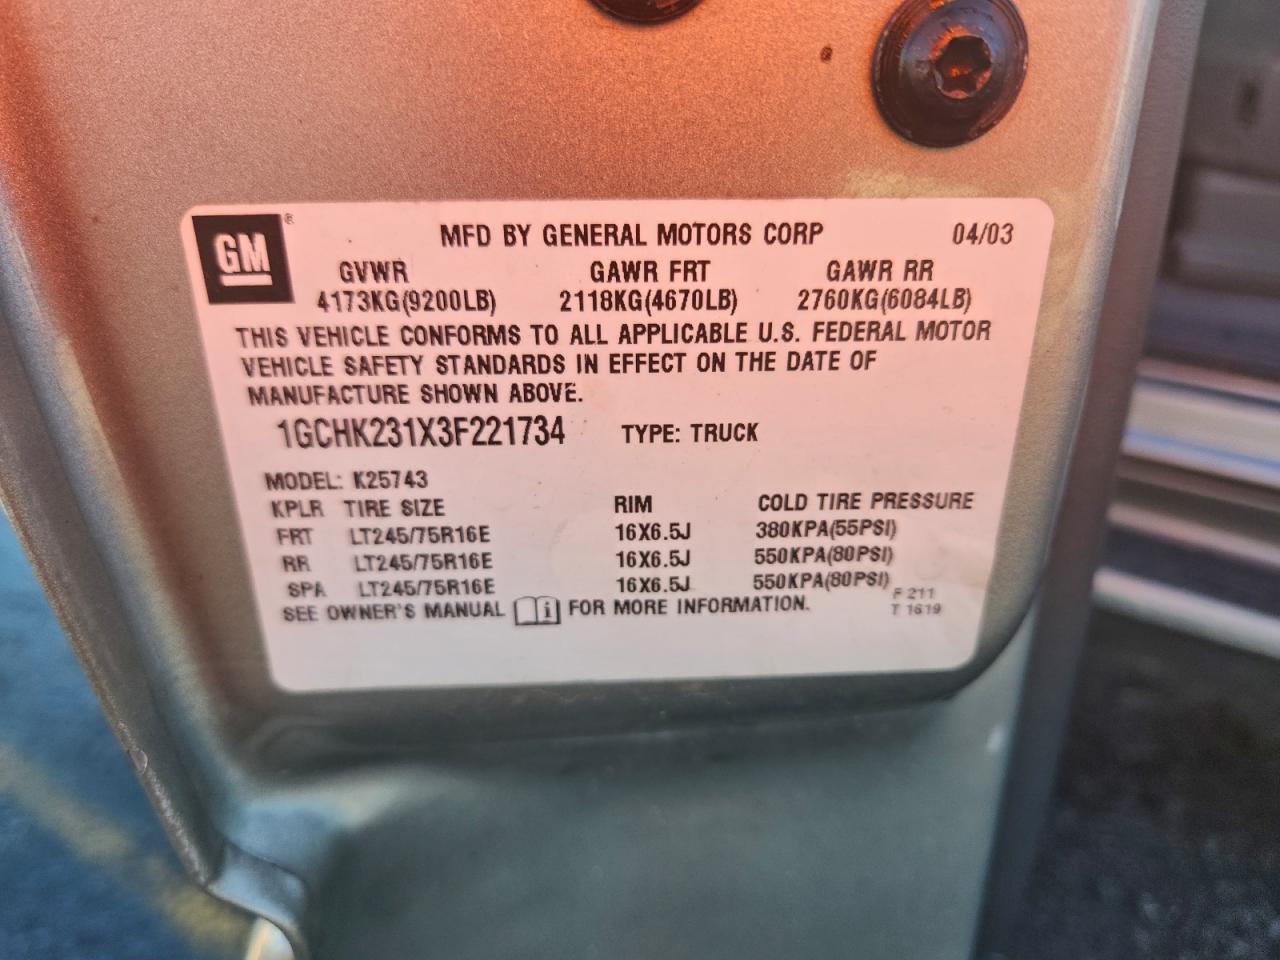 GM ®
MFD BY GENERAL MOTORS CORP 04/03
GVWR GAWR FRT GAWR RR
4173KG(9200LB) 2118KG(4670LB) 2760KG(6084LB)
THIS VEHICLE CONFORMS TO ALL APPLICABLE U.S. FEDERAL MOTOR
VEHICLE SAFETY STANDARDS IN EFFECT ON THE DATE OF
MANUFACTURE SHOWN ABOVE.
1GCHK231X3F221734 TYPE: TRUCK
MODEL: K25743
KPLR TIRE SIZE RIM COLD TIRE PRESSURE
FRT LT245/75R16E 16X6.5J 380KPA(55PSI)
RR LT245/75R16E 16X6.5J 550KPA(80PSI)
SPA LT245/75R16E 16X6.5J 550KPA(80PSI)
SEE OWNER'S MANUAL i FOR MORE INFORMATION.
F 211
T 1619